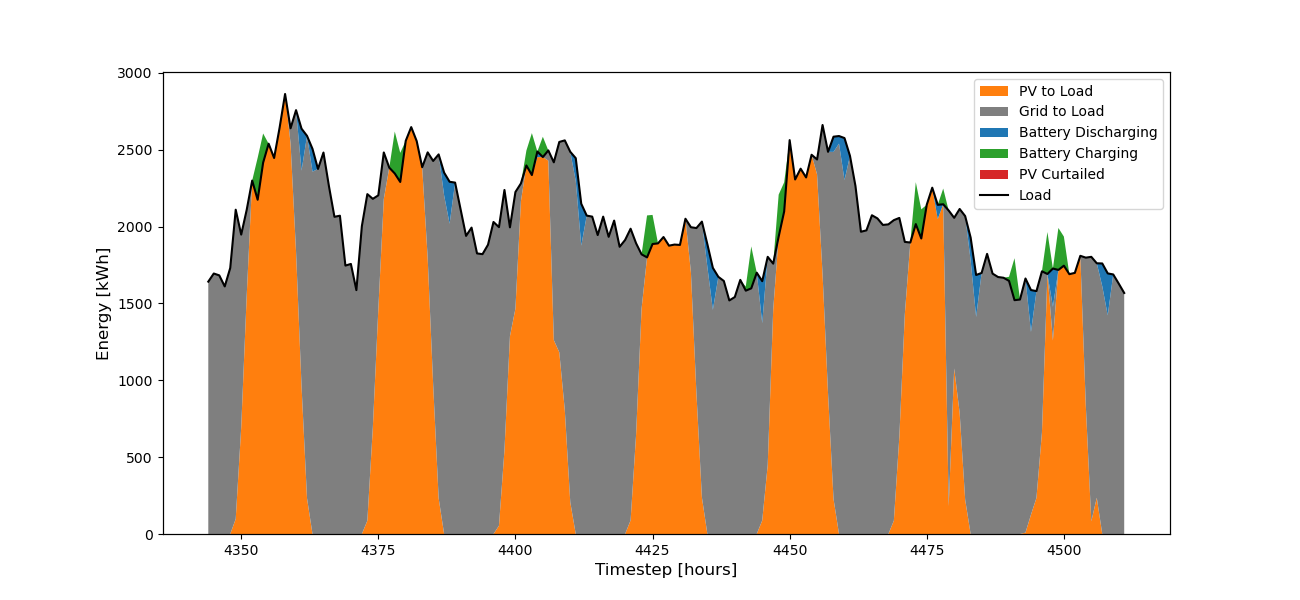 3000
2500
2000
1500
1000
500
0
Energy [kWh]
PV to Load
Grid to Load
Battery Discharging
Battery Charging
PV Curtailed
Load
4350
4375
4400
4425
4450
4475
4500
Timestep [hours]